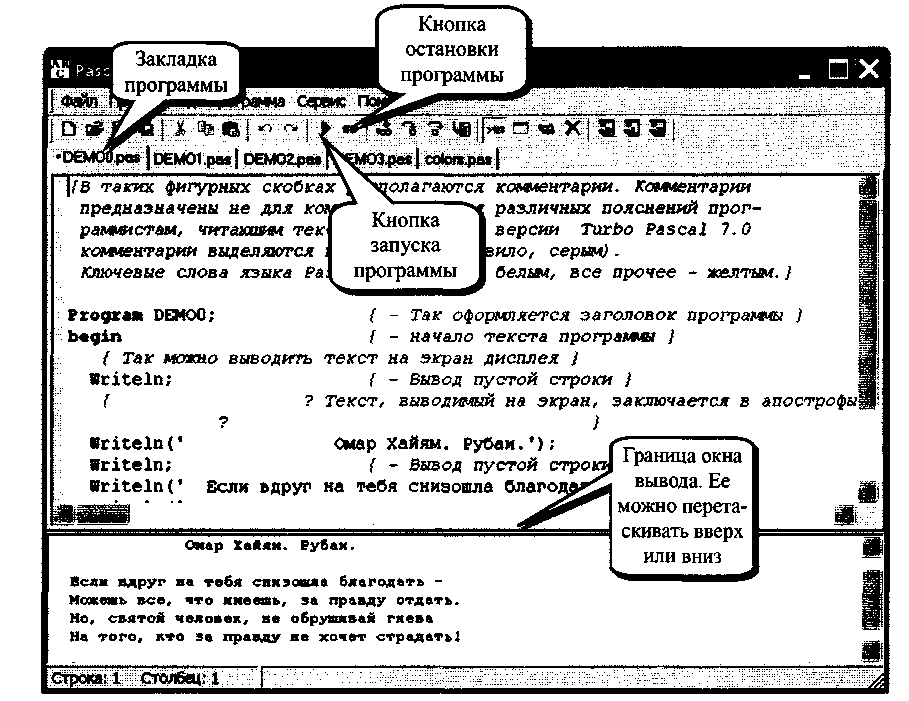 Кнопка
остановки
программы
Закладка
программы
Pasc
Файл Сервис
•DEMO0.pas DEMO1.pas DEMO2.pas EMO3.pas colors.pas
{В таких фигурных скобках полагаются комментарии. Комментарии
предназначены не для ком различных пояснений прог-
раммистам, читающим тек версии Turbo Pascal 7.0
комментарии выделяются вило, серым).
Ключевые слова языка Pa белым, все прочее - желтым.}
Кнопка
запуска
программы
Program DEMO0; { - Так оформляется заголовок программы }
begin { - начало текста программы }
{ Так можно выводить текст на экран дисплея }
Writeln; { - Вывод пустой строки }
{ ? Текст, выводимый на экран, заключается в апострофы
? }
Writeln(' Омар Хайям. Рубаи.');
Writeln; { - Вывод пустой строки
Writeln(' Если вдруг на тебя снизошла благодат
Граница окна
вывода. Ее
можно перета-
скивать вверх
или вниз
Омар Хайям. Рубаи.
Если вдруг на тебя снизошла благодать -
Можешь все, что имеешь, за правду отдать.
Но, святой человек, не обрушивай гнева
На того, кто за правду не хочет страдать!
Строка: 1 Столбец: 1